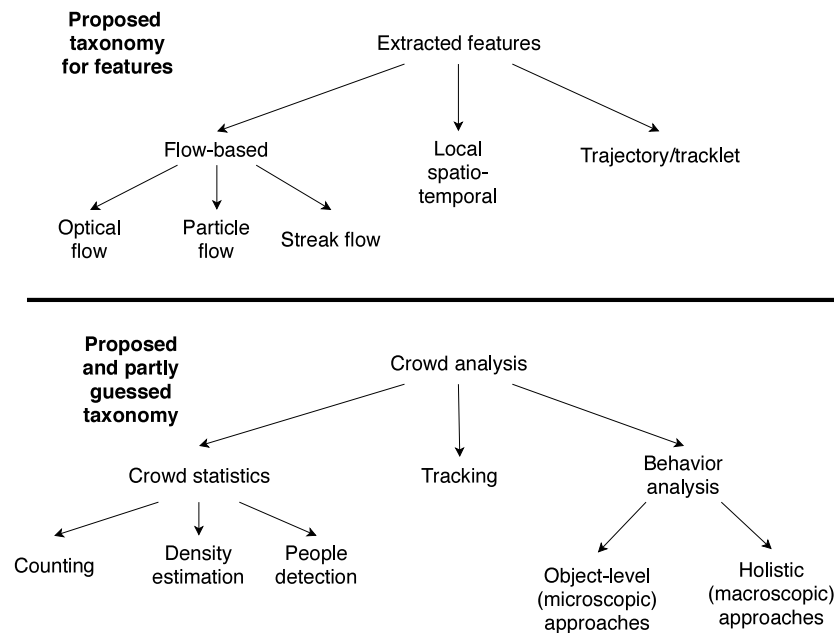 Proposed
taxonomy
for features
Extracted features
Flow-based
Local
spatio-
temporal
Trajectory/tracklet
Optical
flow
Particle
flow
Streak flow
Proposed
and partly
guessed
taxonomy
Crowd analysis
Crowd statistics
Tracking
Behavior
analysis
Counting
Density
estimation
People
detection
Object-level
(microscopic)
approaches
Holistic
(macroscopic)
approaches